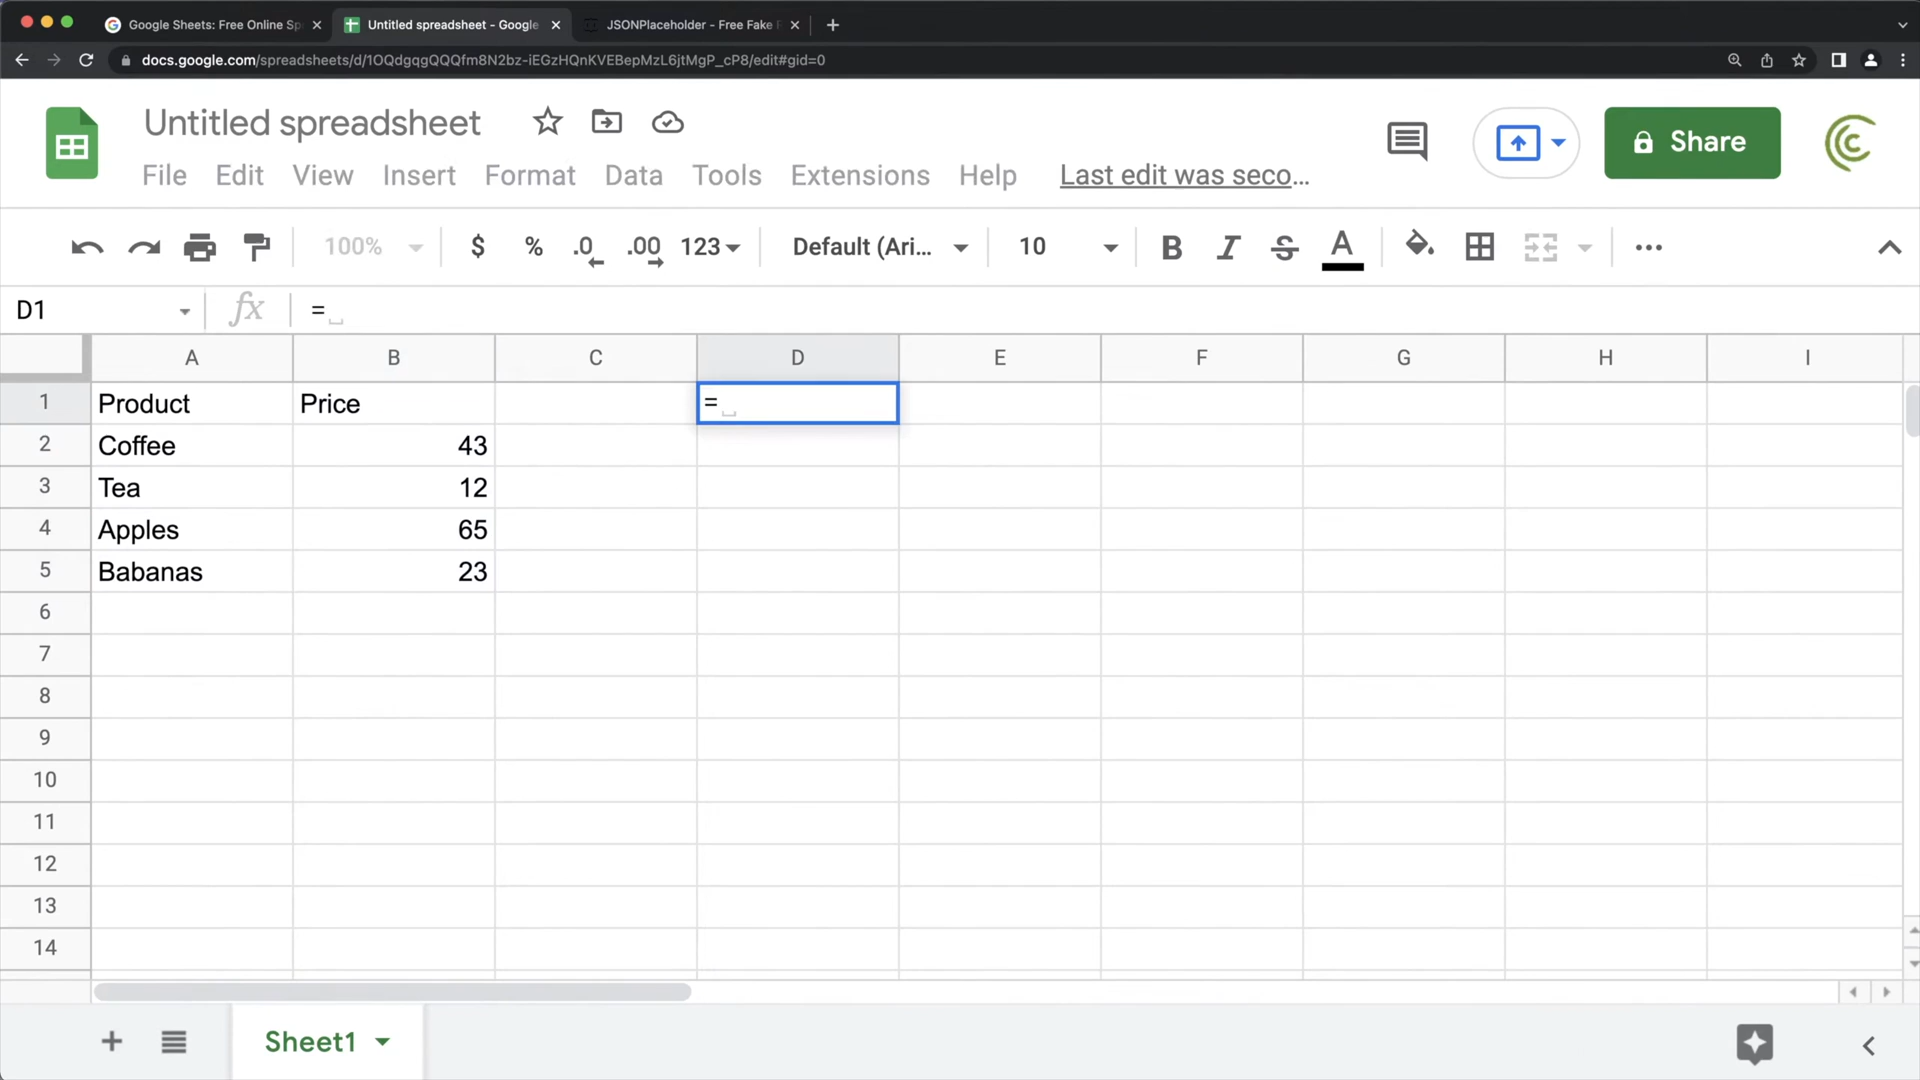 Google Sheets: Free Online Sp
Untitled spreadsheet - Google
JSONPlaceholder - Free Fake
docs.google.com/spreadsheets/d/1OQdgqgQQQfm8N2bz-iEGzHQnKVEBepMzL6jtMgP_cP8/edit#gid=0
Untitled spreadsheet
Share
File Edit View Insert Format Data Tools Extensions Help Last edit was seco...
100% $ % .0 .00 123 Default (Ari... 10 B I S A
D1 fx =
A B C D E F G H I
1 Product Price =
2 Coffee 43
3 Tea 12
4 Apples 65
5 Babanas 23
6
7
8
9
10
11
12
13
14
Sheet1